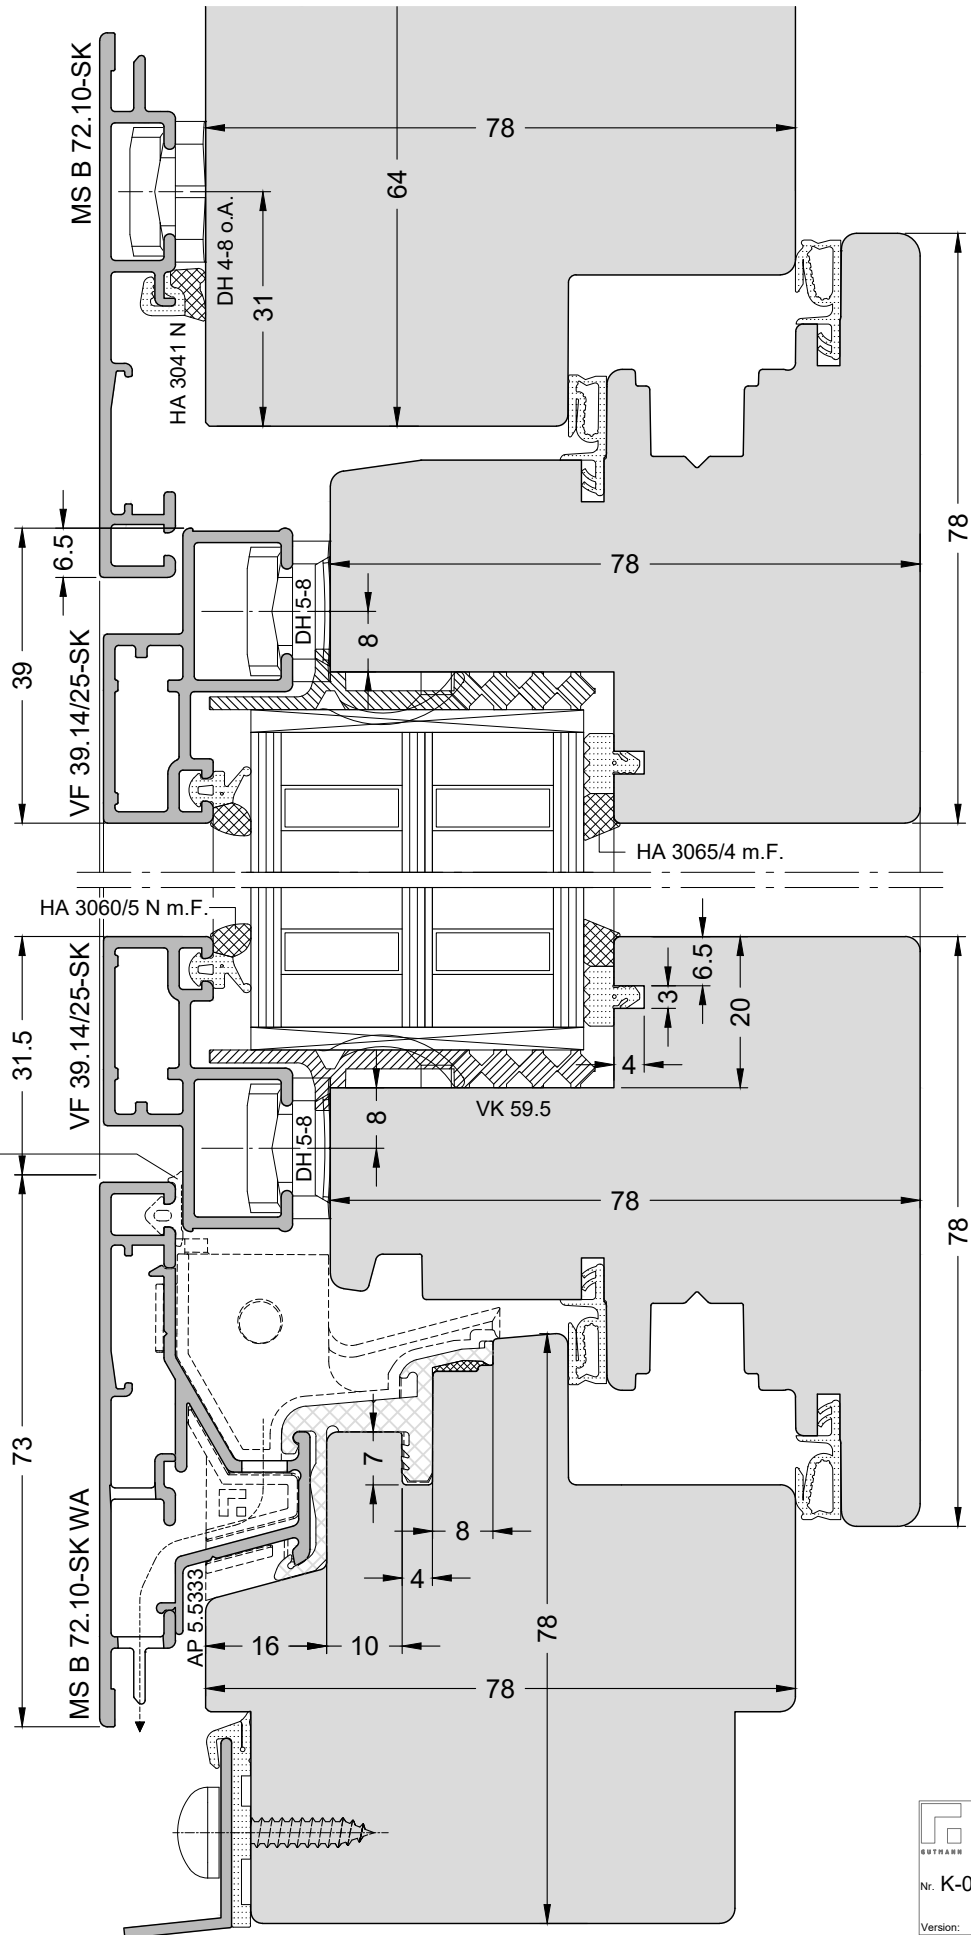 MS B 72.10-SK
78
64
DH 4-8 o.A.
31
HA 3041 N
39
6.5
78
78
DH 5-8
8
VF 39.14/25-SK
HA 3065/4 m.F.
HA 3060/5 N m.F.
VF 39.14/25-SK
31.5
6.5
3
20
4
8
VK 59.5
DH 5-8
78
78
73
7
8
4
MS B 72.10-SK WA
AP 5.5333
16
10
78
78
GUTMANN
Nr. K-0
Version: